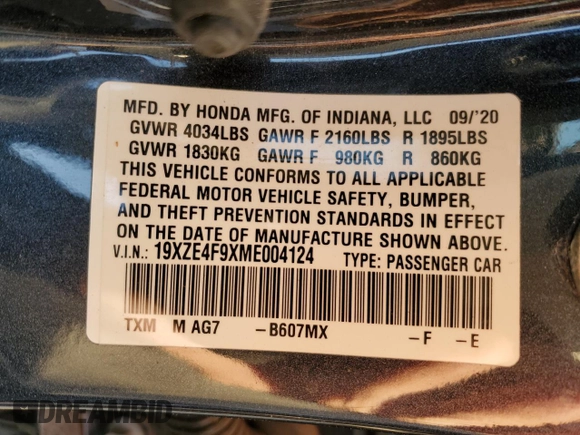 MFD. BY HONDA MFG. OF INDIANA, LLC 09/'20
GVWR 4034LBS GAWR F 2160LBS R 1895LBS
GVWR 1830KG GAWR F 980KG R 860KG
THIS VEHICLE CONFORMS TO ALL APPLICABLE
FEDERAL MOTOR VEHICLE SAFETY, BUMPER,
AND THEFT PREVENTION STANDARDS IN EFFECT
ON THE DATE OF MANUFACTURE SHOWN ABOVE.
V.I.N.: 19XZE4F9XME004124 TYPE: PASSENGER CAR
TXM M AG7 -B607MX -F -E
DREAMBID